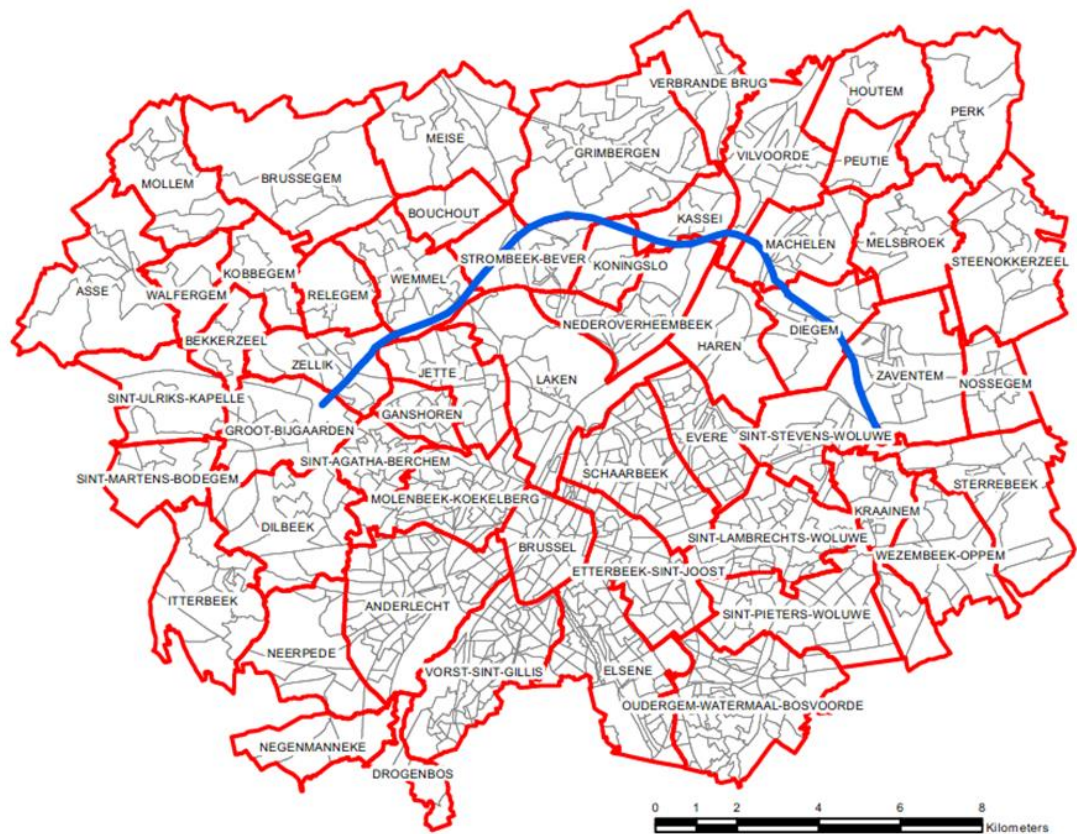 VERBRANDE BRUG
HOUTEM
PERK
MEISE
GRIMBERGEN
VILVOORDE
PEUTIE
MOLLEM
BRUSSEGEM
BOUCHOUT
KASSEI
MACHELEN
MELSBROEK
KOBBEGEM
STROMBEEK-BEVER
KONINGSLO
STEENOKKERZEEL
ASSE
WALFERGEM
RELEGEM
WEMMEL
NEDEROVERHEEMBEEK
DIEGEM
BEKKERZEEL
HAREN
ZELLIK
JETTE
LAKEN
ZAVENTEM
NOSSEGEM
SINT-ULRIKS-KAPELLE
GANSHOREN
GROOT-BIJGAARDEN
EVERE
SINT-STEVENS-WOLUWE
SINT-AGATHA-BERCHEM
SCHAARBEEK
SINT-MARTENS-BODEGEM
STERREBEEK
MOLENBEEK-KOEKELBERG
KRAAINEM
DILBEEK
SINT-LAMBRECHTS-WOLUWE
BRUSSEL
WEZEMBEEK-OPPEM
ETTERBEEK-SINT-JOOST
ITTERBEEK
ANDERLECHT
SINT-PIETERS-WOLUWE
NEERPEDE
VORST-SINT-GILLIS
ELSENE
OUDERGEM-WATERMAAL-BOSVOORDE
NEGENMANNEKE
DROGENBOS
0 1 2 4 6 8
Kilometers